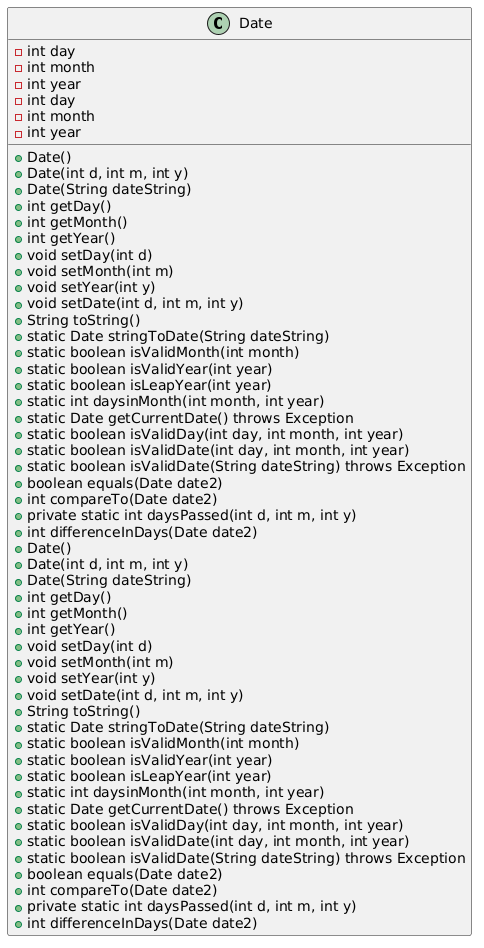 C Date
int day
int month
int year
int day
int month
int year
Date()
Date(int d, int m, int y)
Date(String dateString)
int getDay()
int getMonth()
int getYear()
void setDay(int d)
void setMonth(int m)
void setYear(int y)
void setDate(int d, int m, int y)
String toString()
static Date stringToDate(String dateString)
static boolean isValidMonth(int month)
static boolean isValidYear(int year)
static boolean isLeapYear(int year)
static int daysinMonth(int month, int year)
static Date getCurrentDate() throws Exception
static boolean isValidDay(int day, int month, int year)
static boolean isValidDate(int day, int month, int year)
static boolean isValidDate(String dateString) throws Exception
boolean equals(Date date2)
int compareTo(Date date2)
private static int daysPassed(int d, int m, int y)
int differenceInDays(Date date2)
Date()
Date(int d, int m, int y)
Date(String dateString)
int getDay()
int getMonth()
int getYear()
void setDay(int d)
void setMonth(int m)
void setYear(int y)
void setDate(int d, int m, int y)
String toString()
static Date stringToDate(String dateString)
static boolean isValidMonth(int month)
static boolean isValidYear(int year)
static boolean isLeapYear(int year)
static int daysinMonth(int month, int year)
static Date getCurrentDate() throws Exception
static boolean isValidDay(int day, int month, int year)
static boolean isValidDate(int day, int month, int year)
static boolean isValidDate(String dateString) throws Exception
boolean equals(Date date2)
int compareTo(Date date2)
private static int daysPassed(int d, int m, int y)
int differenceInDays(Date date2)